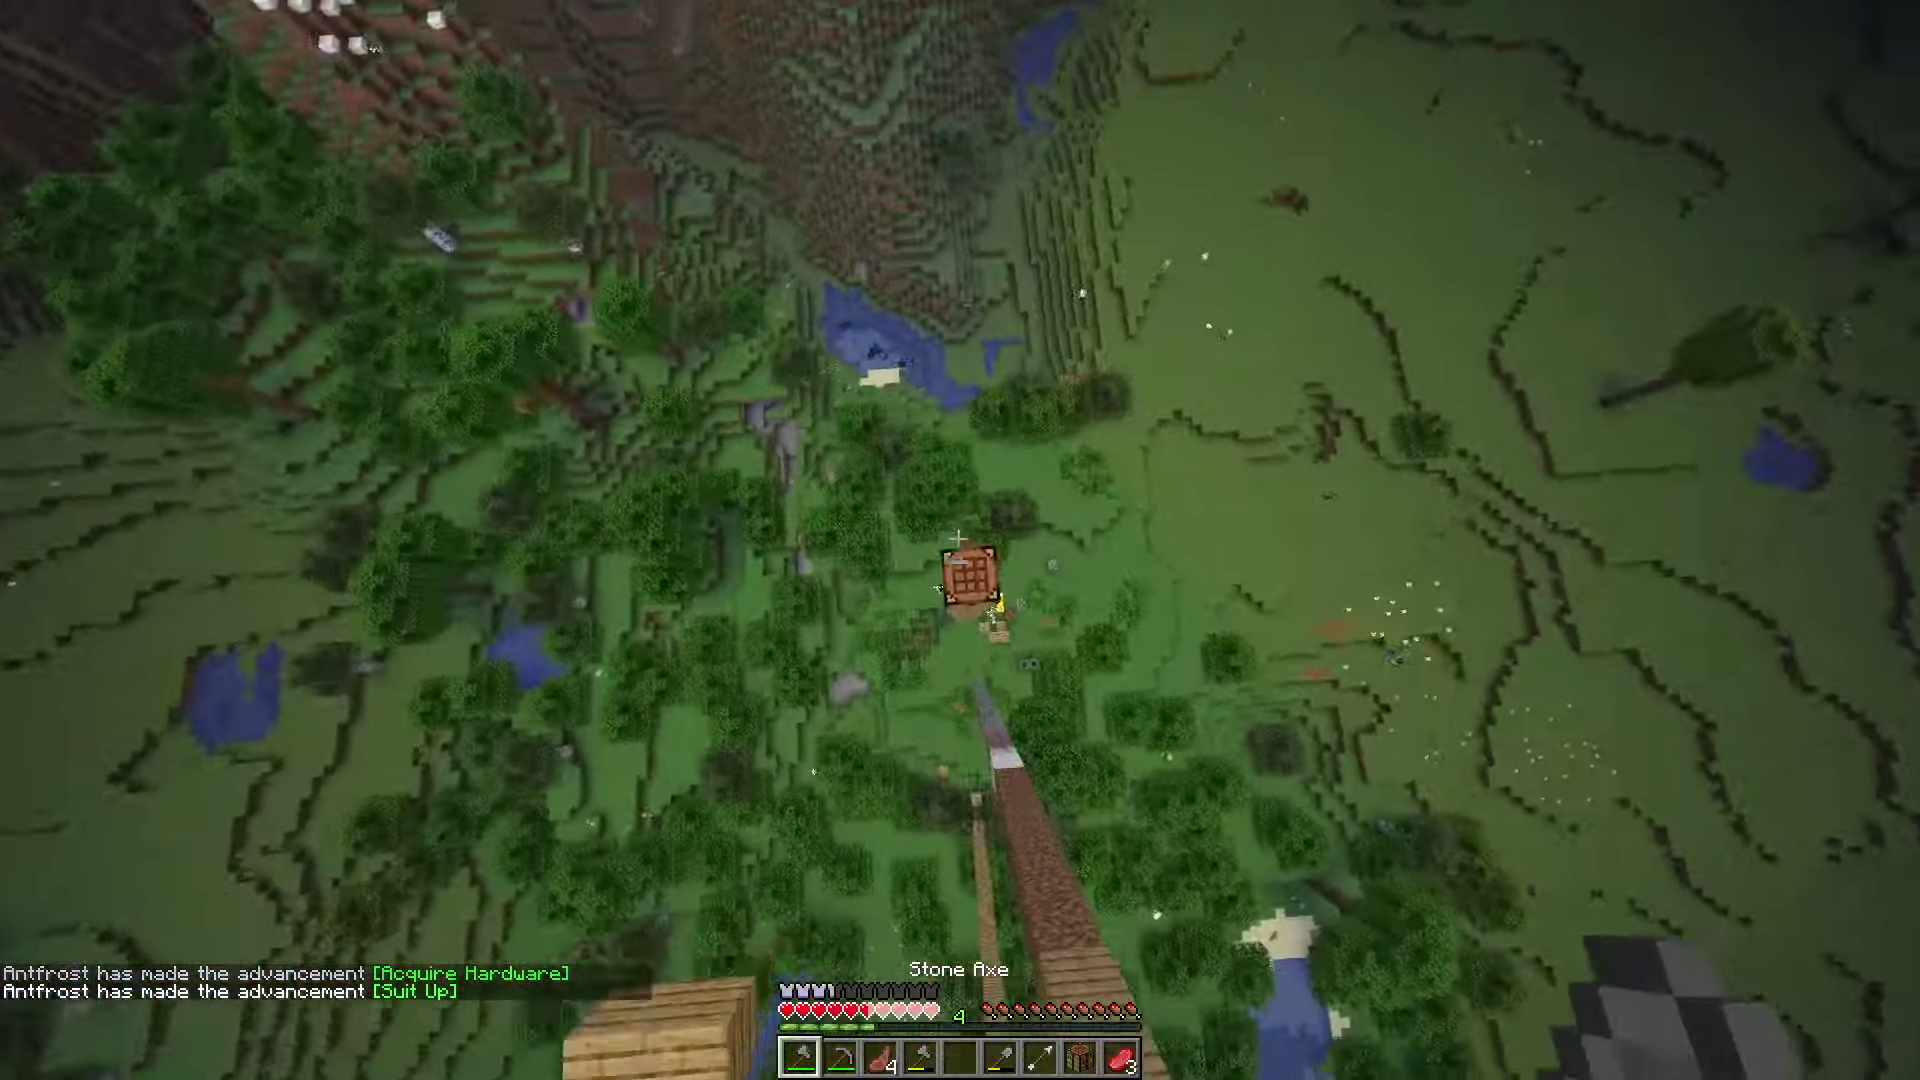 Antfrost has made the advancement [Acquire Hardware]
Antfrost has made the advancement [Suit Up]
Stone Axe
4
4
3